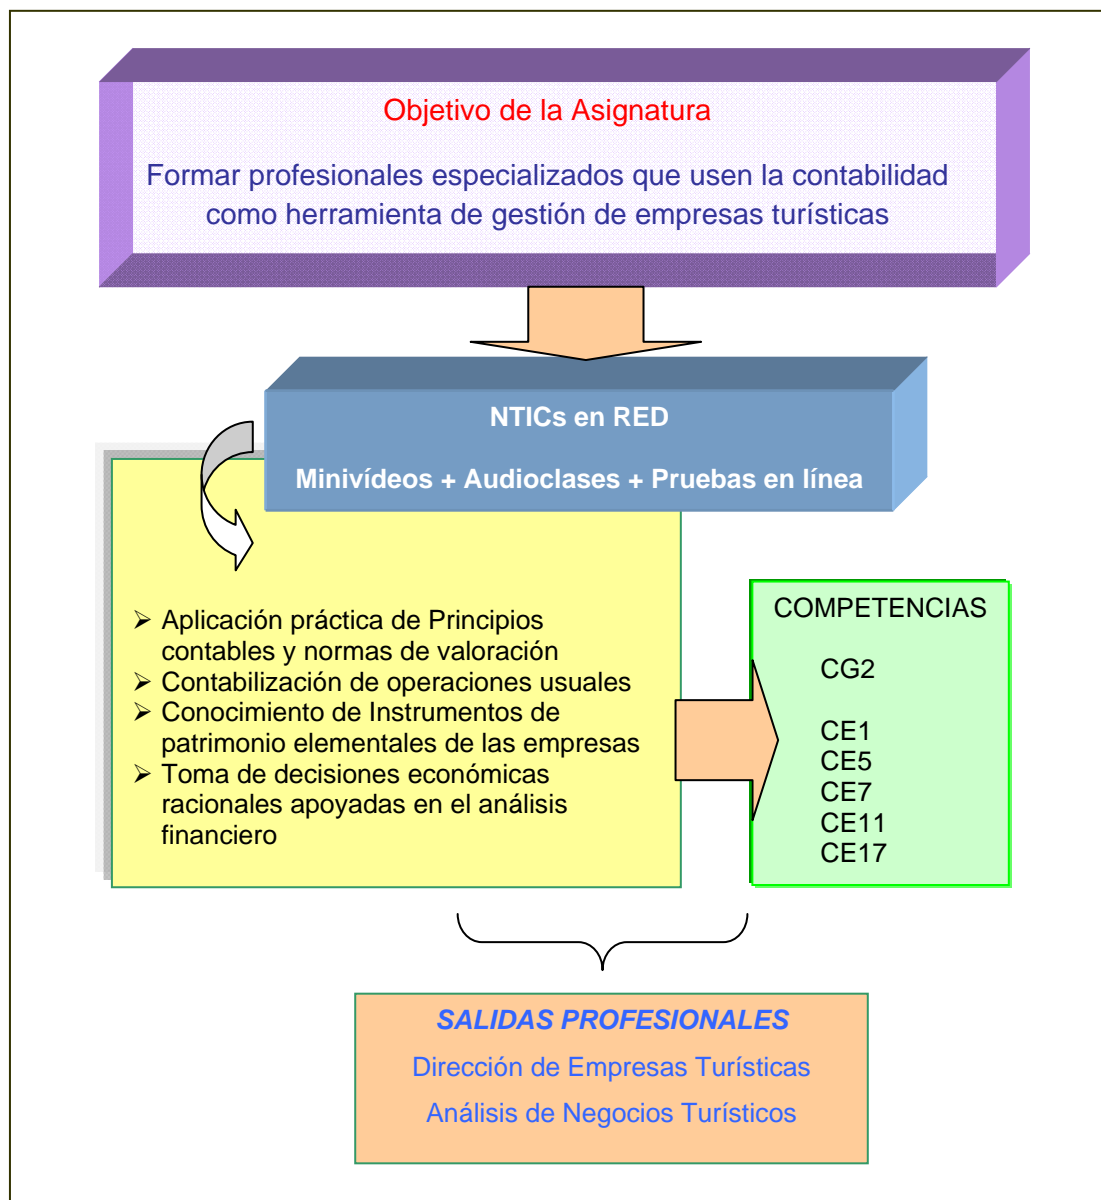 Objetivo de la Asignatura
Formar profesionales especializados que usen la contabilidad
como herramienta de gestión de empresas turísticas
NTICs en RED
Minivídeos + Audioclases + Pruebas en línea
➢ Aplicación práctica de Principios
contables y normas de valoración
➢ Contabilización de operaciones usuales
➢ Conocimiento de Instrumentos de
patrimonio elementales de las empresas
➢ Toma de decisiones económicas
racionales apoyadas en el análisis
financiero
COMPETENCIAS
CG2
CE1
CE5
CE7
CE11
CE17
SALIDAS PROFESIONALES
Dirección de Empresas Turísticas
Análisis de Negocios Turísticos